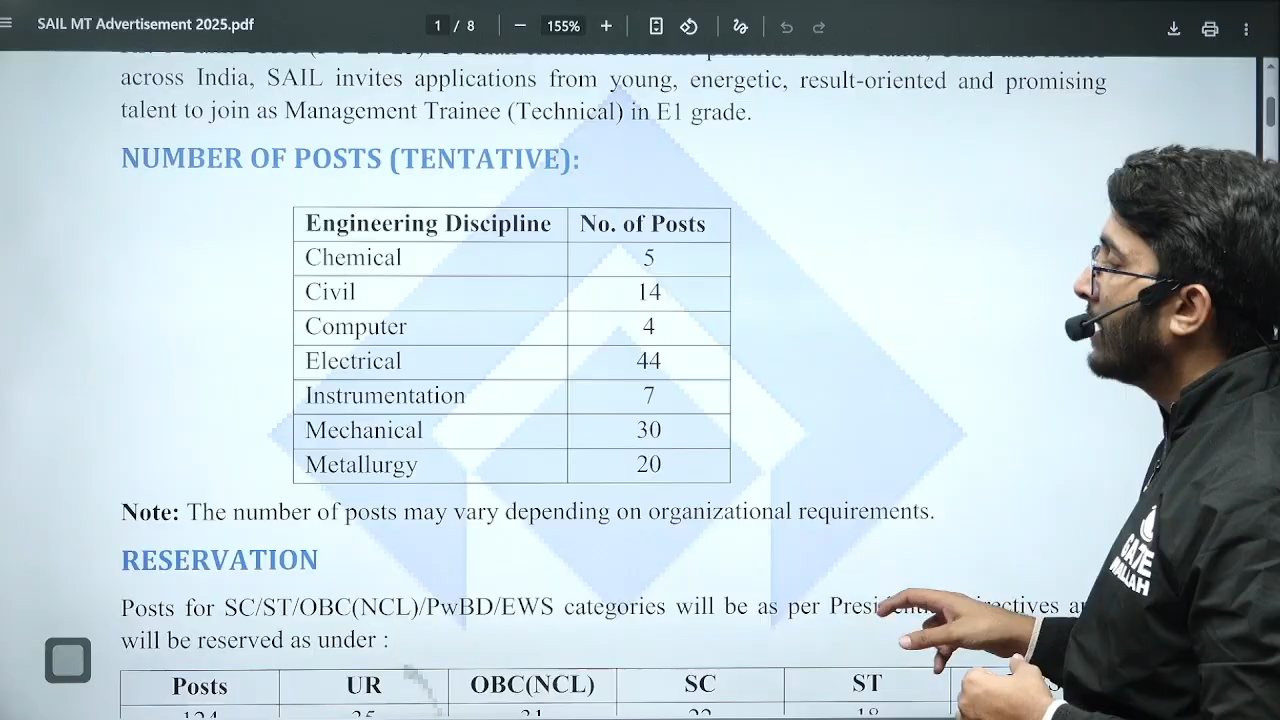 SAIL MT Advertisement 2025.pdf
1 / 8
155%
across India, SAIL invites applications from young, energetic, result-oriented and promising
talent to join as Management Trainee (Technical) in E1 grade.
NUMBER OF POSTS (TENTATIVE):
Engineering Discipline No. of Posts
Chemical 5
Civil 14
Computer 4
Electrical 44
Instrumentation 7
Mechanical 30
Metallurgy 20
Note: The number of posts may vary depending on organizational requirements.
RESERVATION
Posts for SC/ST/OBC(NCL)/PwBD/EWS categories will be as per
will be reserved as under :
Posts UR OBC(NCL) SC ST
GATE
WALLAH